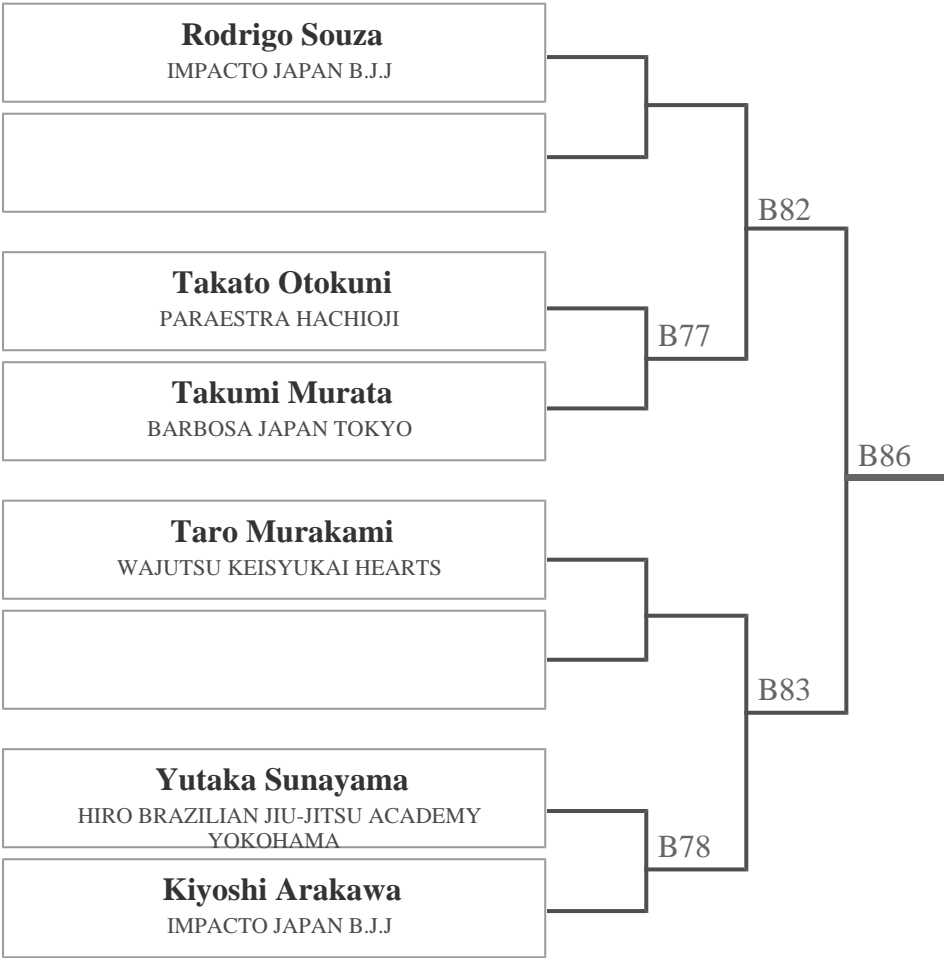 Rodrigo Souza
IMPACTO JAPAN B.J.J
B82
Takato Otokuni
PARAESTRA HACHIOJI
B77
Takumi Murata
BARBOSA JAPAN TOKYO
B86
Taro Murakami
WAJUTSU KEISYUKAI HEARTS
B83
Yutaka Sunayama
HIRO BRAZILIAN JIU-JITSU ACADEMY
YOKOHAMA
B78
Kiyoshi Arakawa
IMPACTO JAPAN B.J.J